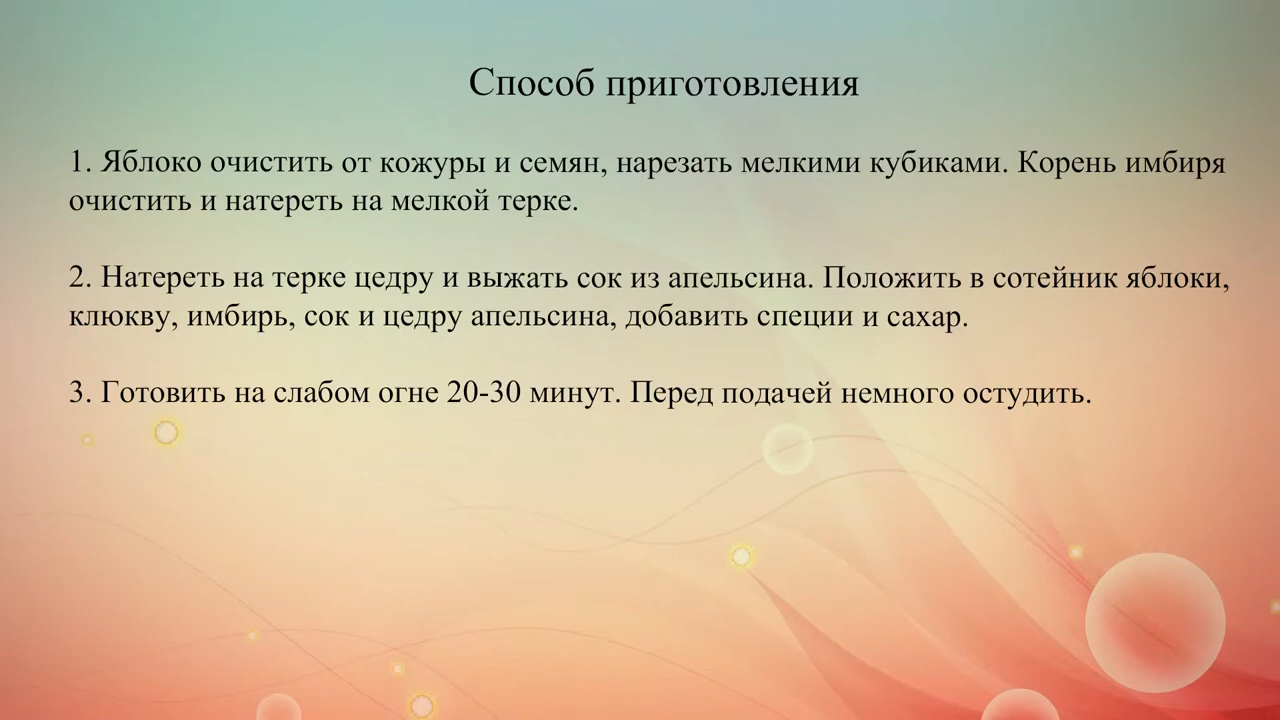 Способ приготовления
1. Яблоко очистить от кожуры и семян, нарезать мелкими кубиками. Корень имбиря
очистить и натереть на мелкой терке.
2. Натереть на терке цедру и выжать сок из апельсина. Положить в сотейник яблоки,
клюкву, имбирь, сок и цедру апельсина, добавить специи и сахар.
3. Готовить на слабом огне 20-30 минут. Перед подачей немного остудить.